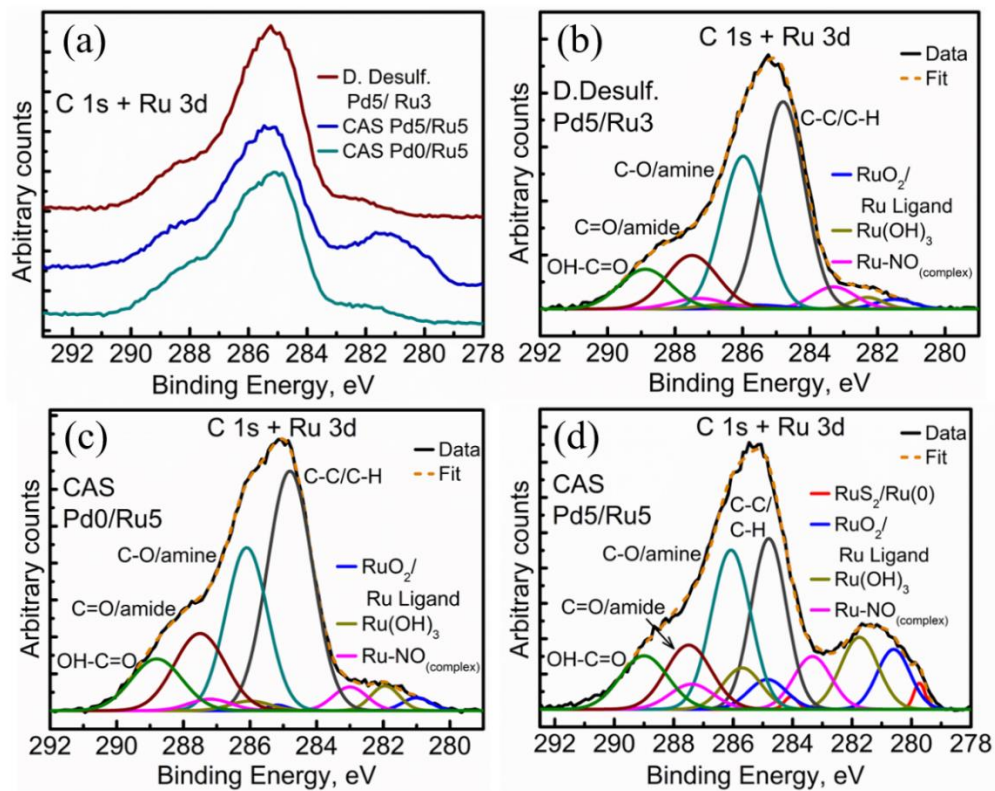 (a)
C 1s + Ru 3d
D. Desulf.
Pd5/ Ru3
CAS Pd5/Ru5
CAS Pd0/Ru5
Arbitrary counts
292 290 288 286 284 282 280 278
Binding Energy, eV
(b)
C 1s + Ru 3d
Data
Fit
D.Desulf.
Pd5/Ru3
C-C/C-H
C-O/amine
RuO2/
Ru Ligand
Ru(OH)3
Ru-NO(complex)
C=O/amide
OH-C=O
Arbitrary counts
292 290 288 286 284 282 280
Binding Energy, eV
(c)
C 1s + Ru 3d
Data
Fit
CAS
Pd0/Ru5
C-C/C-H
C-O/amine
RuO2/
Ru Ligand
Ru(OH)3
Ru-NO(complex)
C=O/amide
OH-C=O
Arbitrary counts
292 290 288 286 284 282 280
Binding Energy, eV
(d)
C 1s + Ru 3d
Data
Fit
CAS
Pd5/Ru5
C-C/
C-H
RuS2/Ru(0)
RuO2/
Ru Ligand
Ru(OH)3
Ru-NO(complex)
C-O/amine
C=O/amide
OH-C=O
Arbitrary counts
292 290 288 286 284 282 280 278
Binding Energy, eV